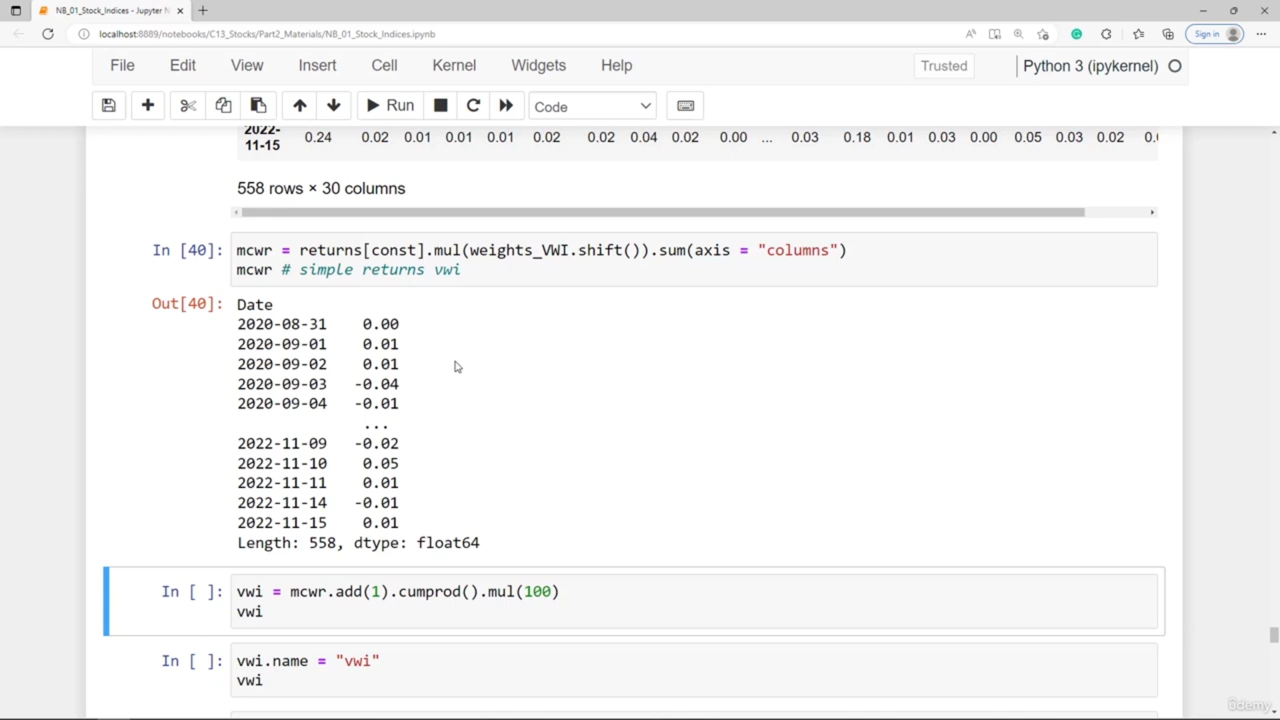 NB_01_Stock_Indices - Jupyter N
localhost:8889/notebooks/C13_Stocks/Part2_Materials/NB_01_Stock_Indices.ipynb
Sign in
File Edit View Insert Cell Kernel Widgets Help
Trusted
Python 3 (ipykernel)
Run
Code
2022-
11-15
0.24 0.02 0.01 0.01 0.01 0.02 0.02 0.04 0.02 0.00 ... 0.03 0.18 0.01 0.03 0.00 0.05 0.03 0.02
558 rows × 30 columns
In [40]: mcwr = returns[const].mul(weights_VWI.shift()).sum(axis = "columns")
mcwr # simple returns vwi
Out[40]: Date
2020-08-31 0.00
2020-09-01 0.01
2020-09-02 0.01
2020-09-03 -0.04
2020-09-04 -0.01
...
2022-11-09 -0.02
2022-11-10 0.05
2022-11-11 0.01
2022-11-14 -0.01
2022-11-15 0.01
Length: 558, dtype: float64
In [ ]: vwi = mcwr.add(1).cumprod().mul(100)
vwi
In [ ]: vwi.name = "vwi"
vwi
ûdemy